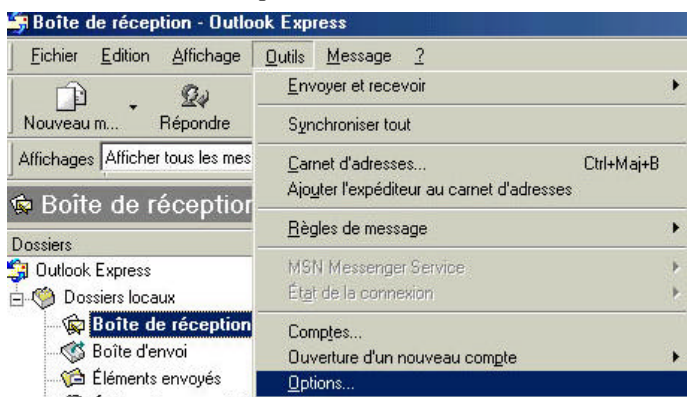 Boîte de réception - Outlook Express
Fichier Edition Affichage Outils Message ?
Nouveau m... Répondre
Affichages Afficher tous les mes
Boîte de réception
Dossiers
Outlook Express
Dossiers locaux
Boîte de réception
Boîte d'envoi
Éléments envoyés
Envoyer et recevoir
Synchroniser tout
Carnet d'adresses... Ctrl+Maj+B
Ajouter l'expéditeur au carnet d'adresses
Règles de message
MSN Messenger Service
État de la connexion
Comptes...
Ouverture d'un nouveau compte
Options...